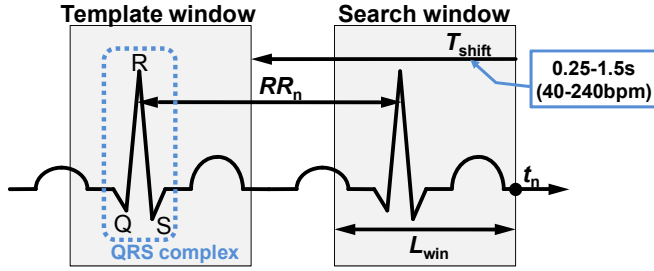 Template window
Search window
T_shift
0.25-1.5s
(40-240bpm)
R
RR_n
t_n
Q
S
QRS complex
L_win